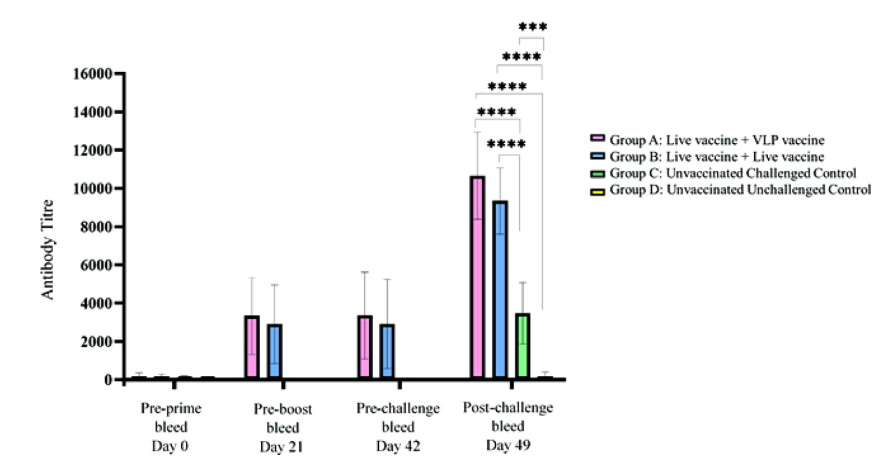 ***
****
****
****
****
16000
14000
12000
10000
8000
6000
4000
2000
0
Antibody Titre
Pre-prime
bleed
Day 0
Pre-boost
bleed
Day 21
Pre-challenge
bleed
Day 42
Post-challenge
bleed
Day 49
Group A: Live vaccine + VLP vaccine
Group B: Live vaccine + Live vaccine
Group C: Unvaccinated Challenged Control
Group D: Unvaccinated Unchallenged Control